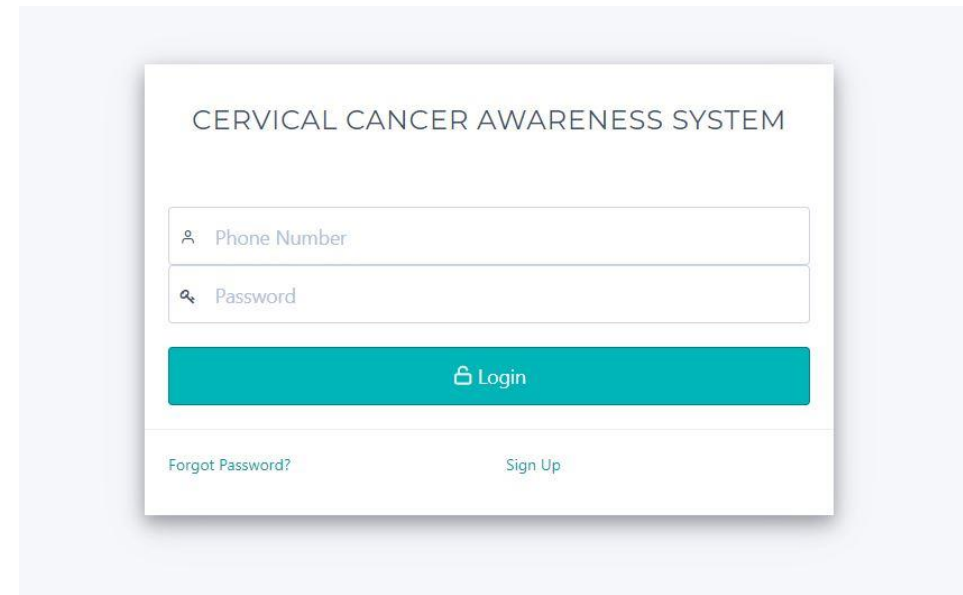 CERVICAL CANCER AWARENESS SYSTEM
Phone Number
Password
Login
Forgot Password? Sign Up